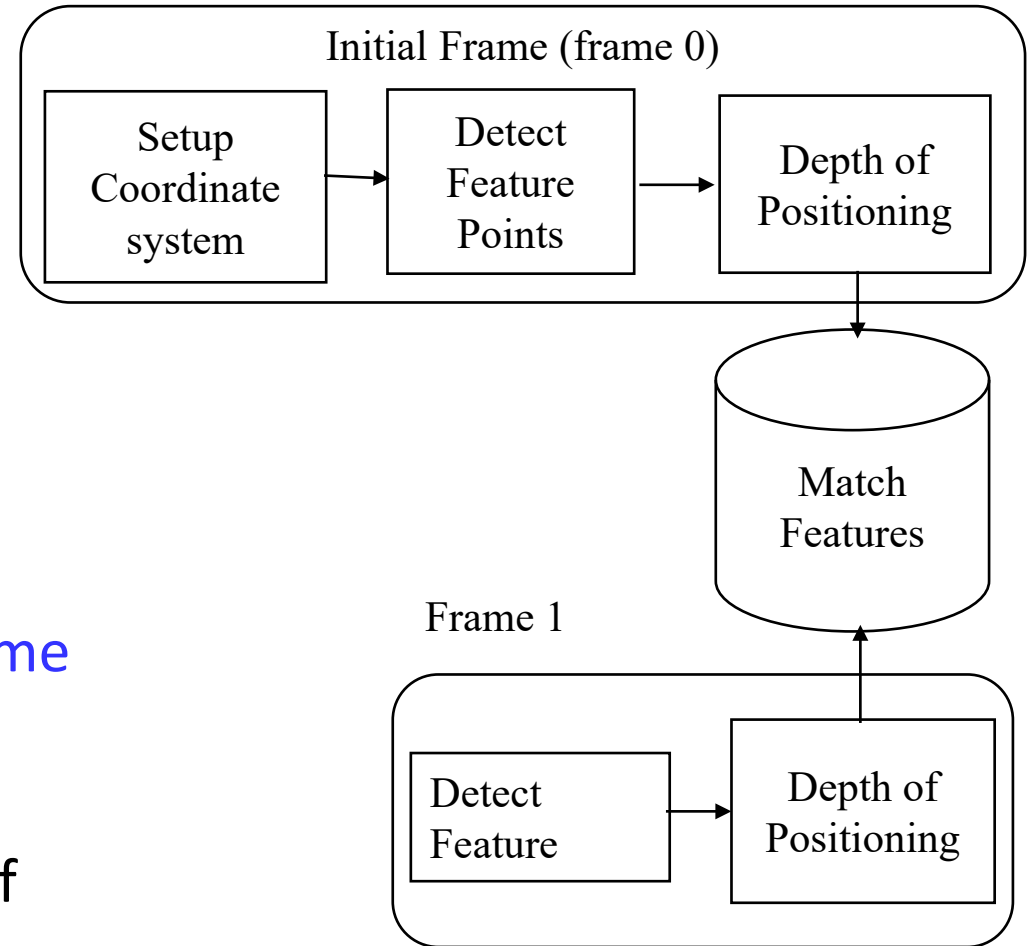 Initial Frame (frame 0)
Setup
Coordinate
system
Detect
Feature
Points
Depth of
Positioning
Match
Features
Frame 1
me
Detect
Feature
Depth of
Positioning
f